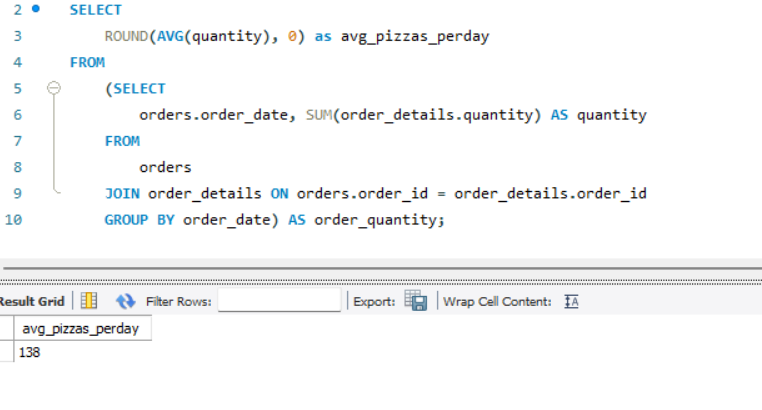 2 SELECT
3 ROUND(AVG(quantity), 0) as avg_pizzas_perday
4 FROM
5 (SELECT
6 orders.order_date, SUM(order_details.quantity) AS quantity
7 FROM
8 orders
9 JOIN order_details ON orders.order_id = order_details.order_id
10 GROUP BY order_date) AS order_quantity;
Result Grid Filter Rows: Export: Wrap Cell Content: IA
avg_pizzas_perday
138